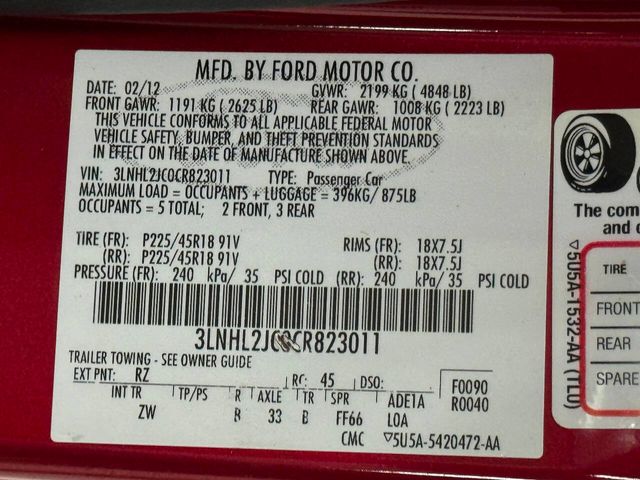 MFD. BY FORD MOTOR CO.
DATE: 02/12 GVWR: 2199 KG ( 4848 LB)
FRONT GAWR: 1191 KG ( 2625 LB) REAR GAWR: 1008 KG ( 2223 LB)
THIS VEHICLE CONFORMS TO ALL APPLICABLE FEDERAL MOTOR
VEHICLE SAFETY, BUMPER, AND THEFT PREVENTION STANDARDS
IN EFFECT ON THE DATE OF MANUFACTURE SHOWN ABOVE.
VIN: 3LNHL2JC0CR823011 TYPE: Passenger Car
MAXIMUM LOAD = OCCUPANTS + LUGGAGE = 396KG/ 875LB
OCCUPANTS = 5 TOTAL; 2 FRONT, 3 REAR
TIRE (FR): P225/45R18 91V RIMS (FR): 18X7.5J
(RR): P225/45R18 91V (RR): 18X7.5J
PRESSURE (FR): 240 kPa/ 35 PSI COLD (RR): 240 kPa/ 35 PSI COLD
3LNHL2JC0CR823011
TRAILER TOWING - SEE OWNER GUIDE
EXT PNT: RZ RC: 45 DSO: F0090
INT TR TP/PS R AXLE TR SPR ADE1A R0040
ZW R 33 B FF66 LOA
CMC ▽5U5A-5420472-AA
The com
and c
▽5U5A-1532-AA (TLO)
TIRE
FRONT
REAR
SPARE